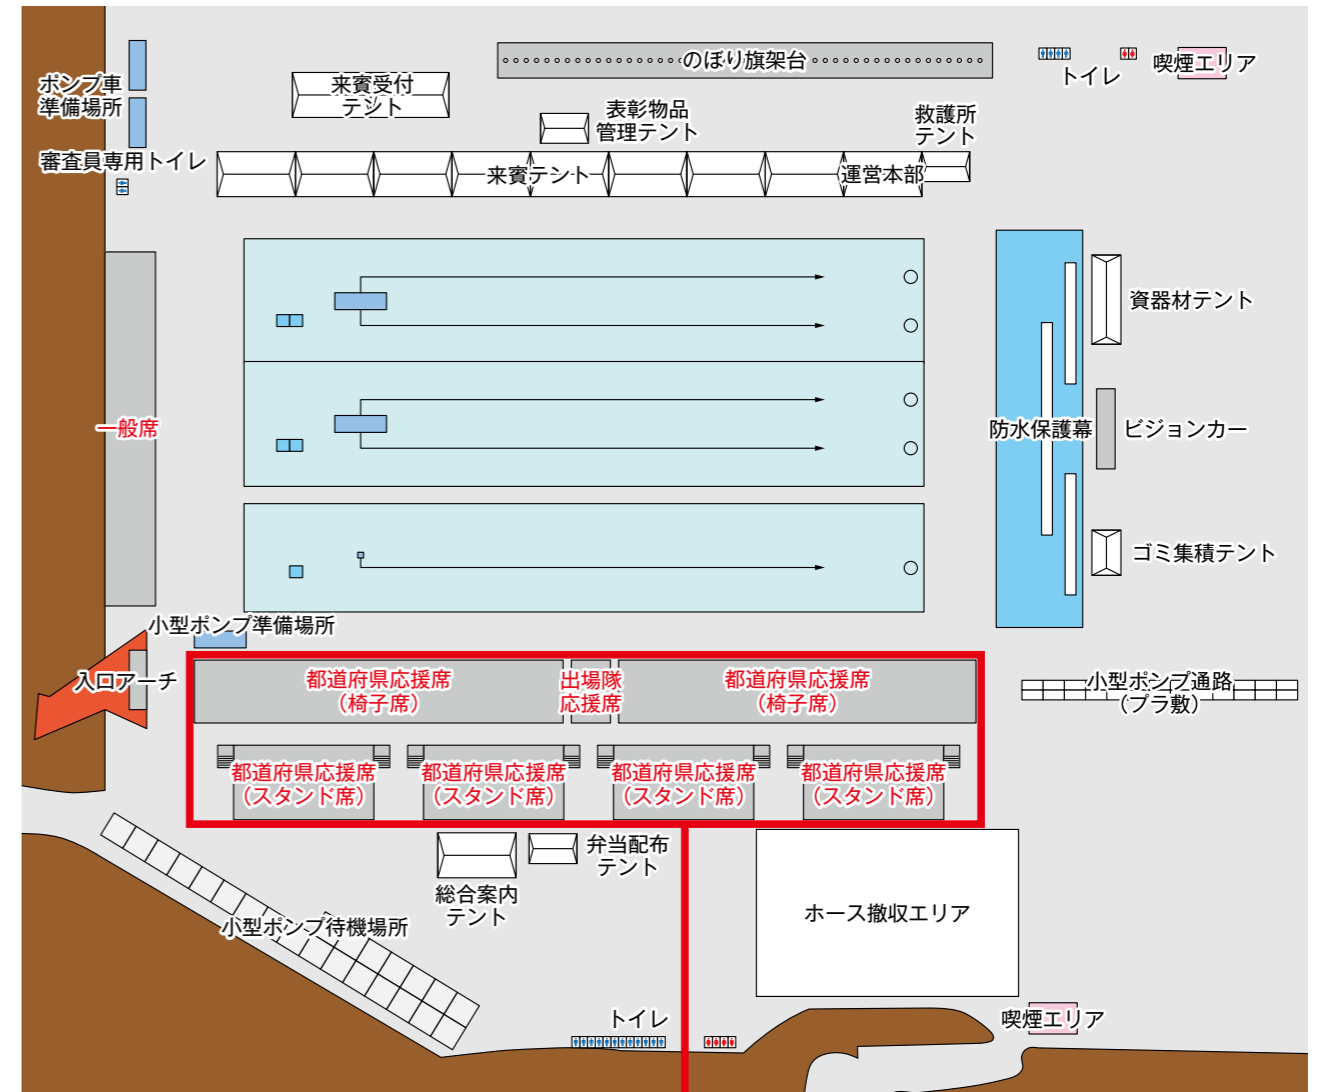 のぼり旗架台
トイレ
喫煙エリア
ポンプ車
準備場所
来賓受付
テント
表彰物品
管理テント
救護所
テント
審査員専用トイレ
来賓テント
運営本部
資器材テント
一般席
防水保護幕
ビジョンカー
ゴミ集積テント
小型ポンプ準備場所
入口アーチ
都道府県応援席
（椅子席）
出場隊
応援席
都道府県応援席
（椅子席）
小型ポンプ通路
（プラ敷）
都道府県応援席
（スタンド席）
都道府県応援席
（スタンド席）
都道府県応援席
（スタンド席）
都道府県応援席
（スタンド席）
総合案内
テント
弁当配布
テント
ホース撤収エリア
小型ポンプ待機場所
トイレ
喫煙エリア